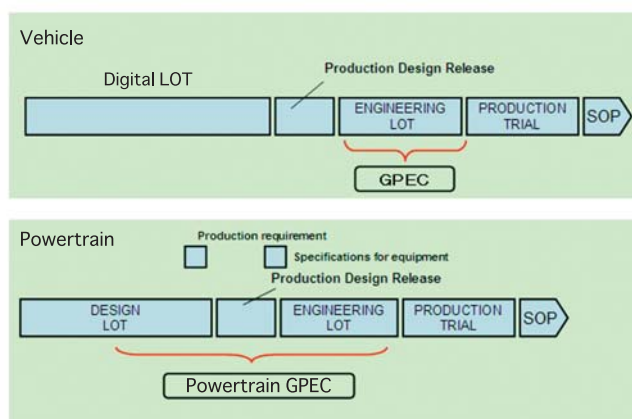 Vehicle
Production Design Release
Digital LOT
ENGINEERING
LOT
PRODUCTION
TRIAL
SOP
GPEC
Powertrain
Production requirement
Specifications for equipment
Production Design Release
DESIGN
LOT
ENGINEERING
LOT
PRODUCTION
TRIAL
SOP
Powertrain GPEC